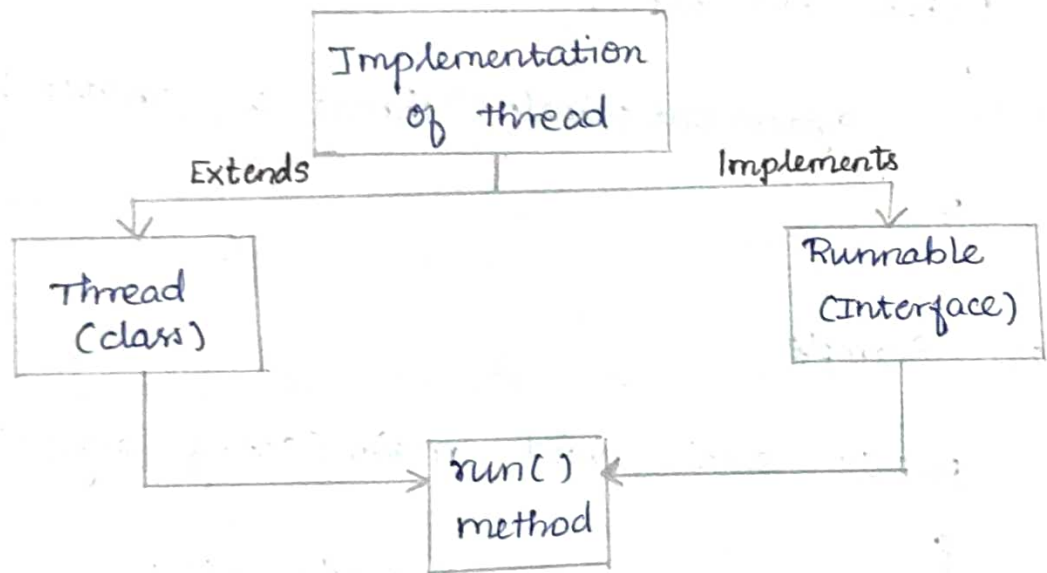 Implementation
of thread
Extends
Implements
Thread
(class)
Runnable
(Interface)
run()
method